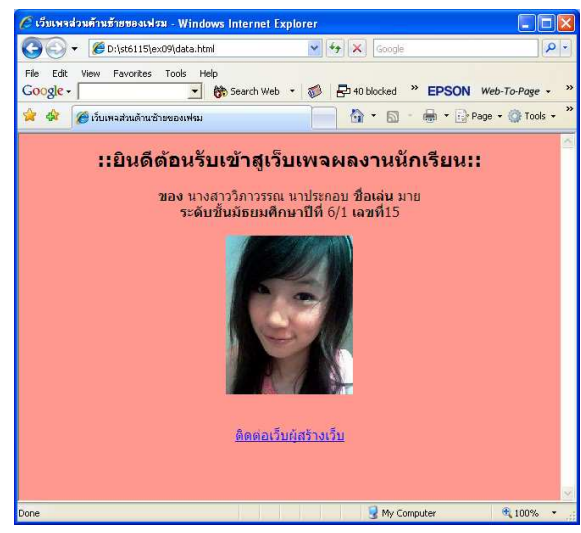 เว็บเพจส่วนด้านซ้ายของเฟรม - Windows Internet Explorer
D:\st6115\ex09\data.html
Google
File Edit View Favorites Tools Help
Google Search Web 40 blocked » EPSON Web-To-Page »
เว็บเพจส่วนด้านซ้ายของเฟรม Page Tools »
::ยินดีต้อนรับเข้าสู่เว็บเพจผลงานนักเรียน::
ของ นางสาววิภาวรรณ นาประกอบ ชื่อเล่น มาย
ระดับชั้นมัธยมศึกษาปีที่ 6/1 เลขที่15
ติดต่อเว็บผู้สร้างเว็บ
Done My Computer 100%